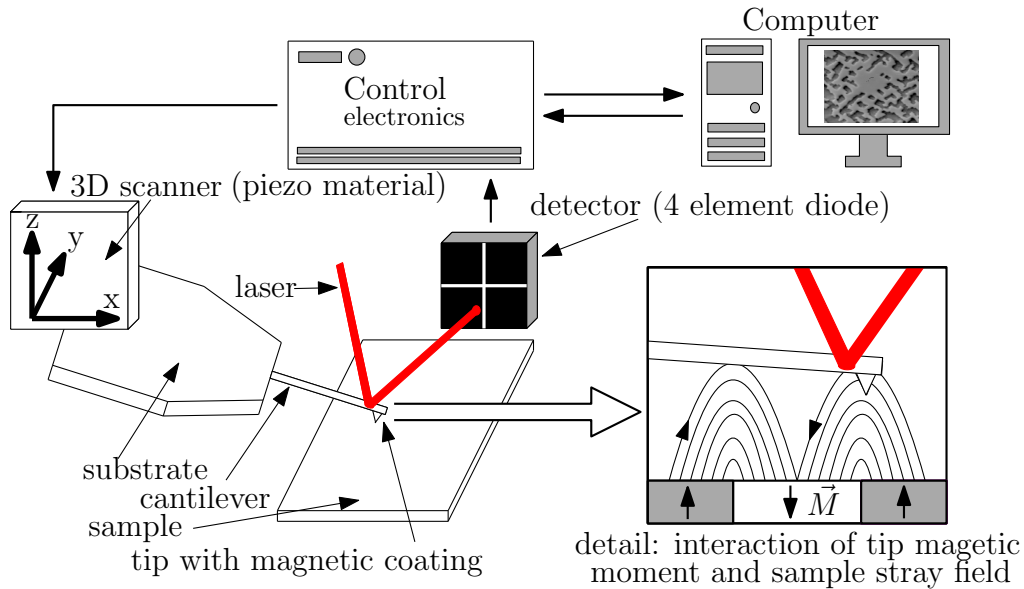 Computer
Control
electronics
3D scanner (piezo material)
detector (4 element diode)
z
y
x
laser
substrate
cantilever
sample
tip with magnetic coating
M
detail: interaction of tip magetic
moment and sample stray field